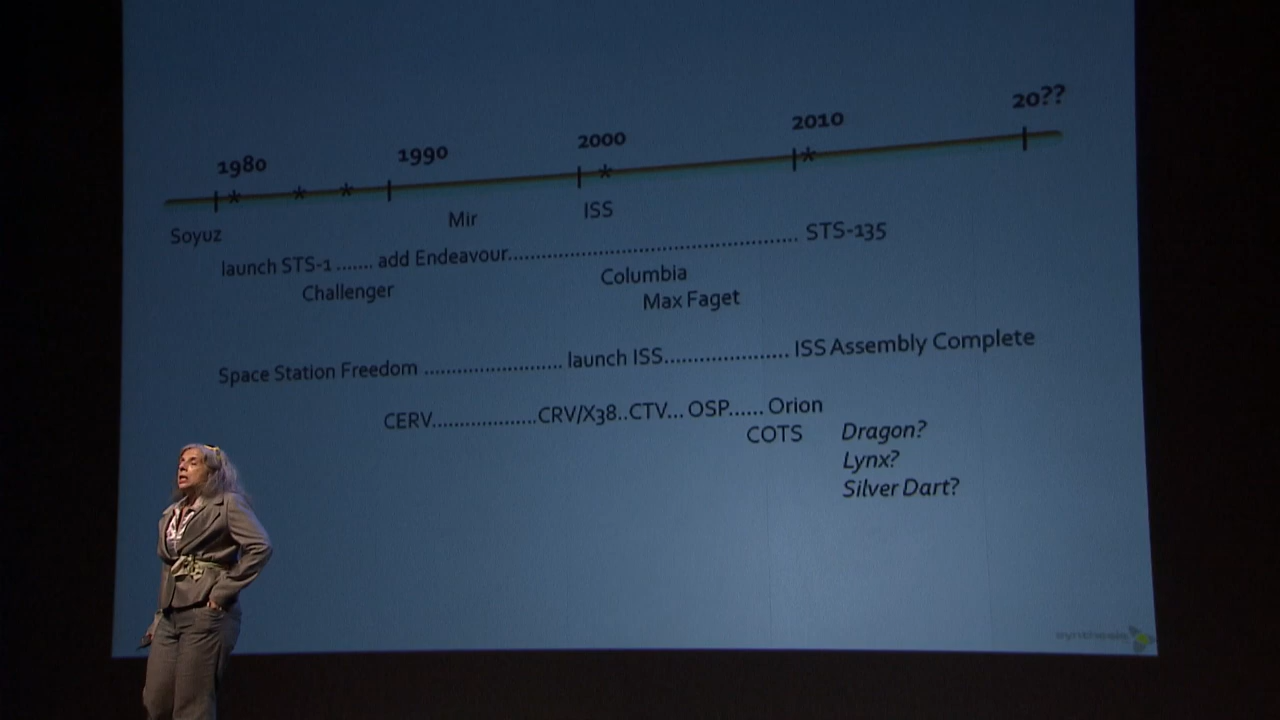 1980 1990 2000 2010 20??
Soyuz Mir ISS
launch STS-1....... add Endeavour.................................................. STS-135
Challenger Columbia
Max Faget
Space Station Freedom ........................ launch ISS...................... ISS Assembly Complete
CERV..................CRV/X38..CTV... OSP...... Orion
COTS Dragon?
Lynx?
Silver Dart?